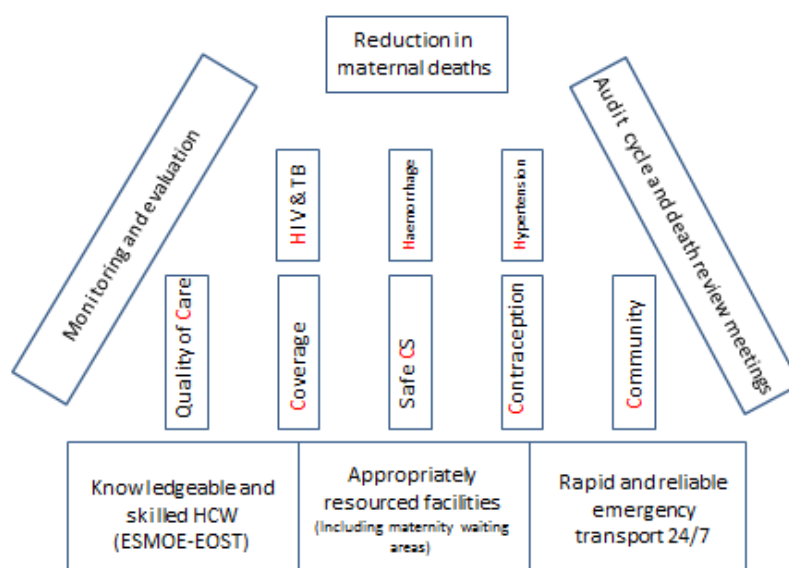 Reduction in
maternal deaths
Monitoring and evaluation
Audit cycle and death review meetings
HIV & TB
Haemorrhage
Hypertension
Quality of Care
Coverage
Safe CS
Contraception
Community
Knowledgeable and
skilled HCW
(ESMOE-EOST)
Appropriately
resourced facilities
(Including maternity waiting
areas)
Rapid and reliable
emergency
transport 24/7